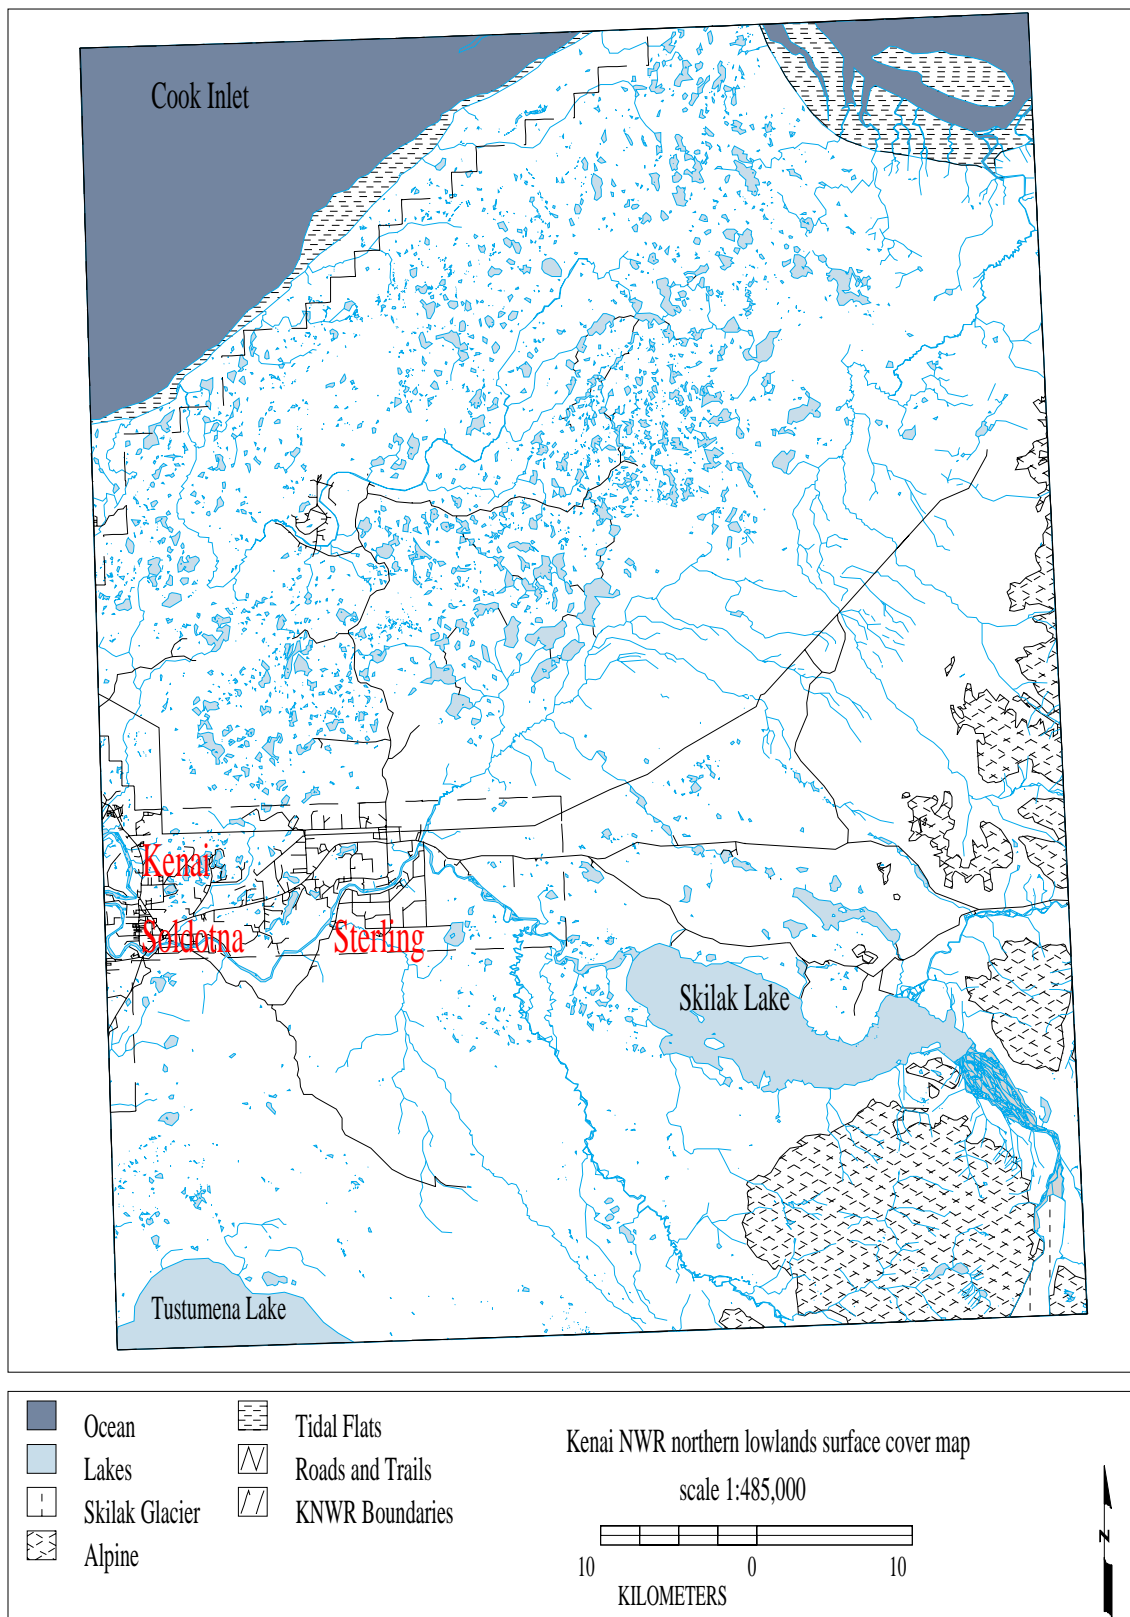 Cook Inlet
Kenai
Soldotna
Sterling
Skilak Lake
Tustumena Lake
Ocean
Lakes
Skilak Glacier
Alpine
Tidal Flats
Roads and Trails
KNWR Boundaries
Kenai NWR northern lowlands surface cover map
scale 1:485,000
10 0 10
KILOMETERS
N